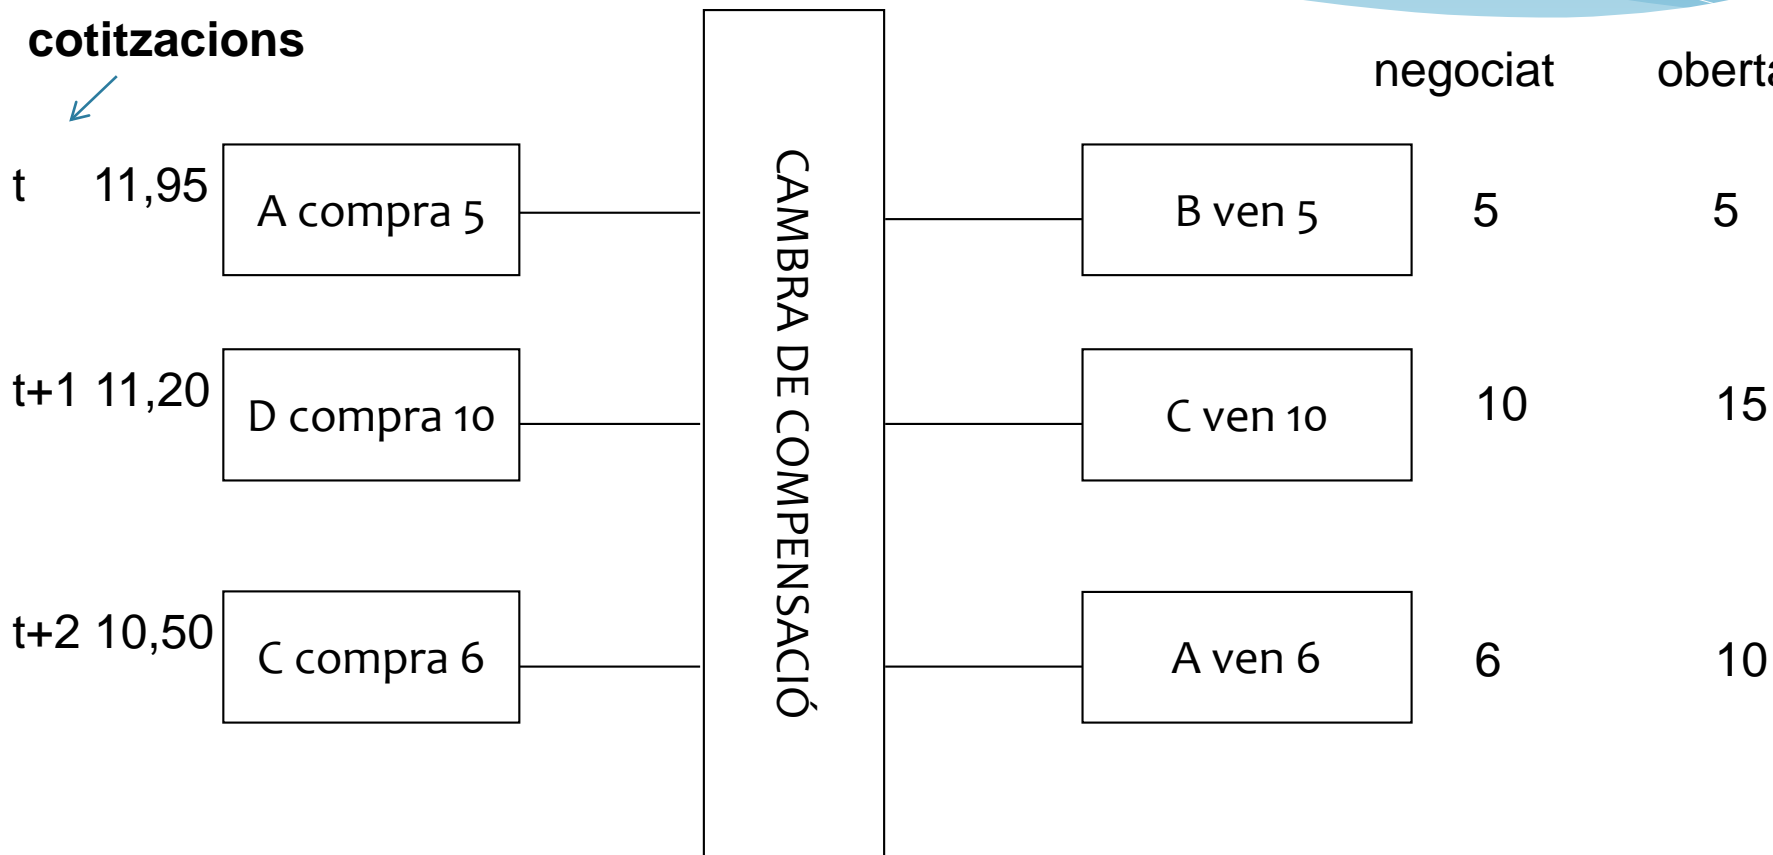 cotitzacions
negociat oberta
t 11,95 A compra 5 B ven 5 5 5
t+1 11,20 D compra 10 C ven 10 10 15
t+2 10,50 C compra 6 A ven 6 6 10
CAMBRA DE COMPENSACIÓ